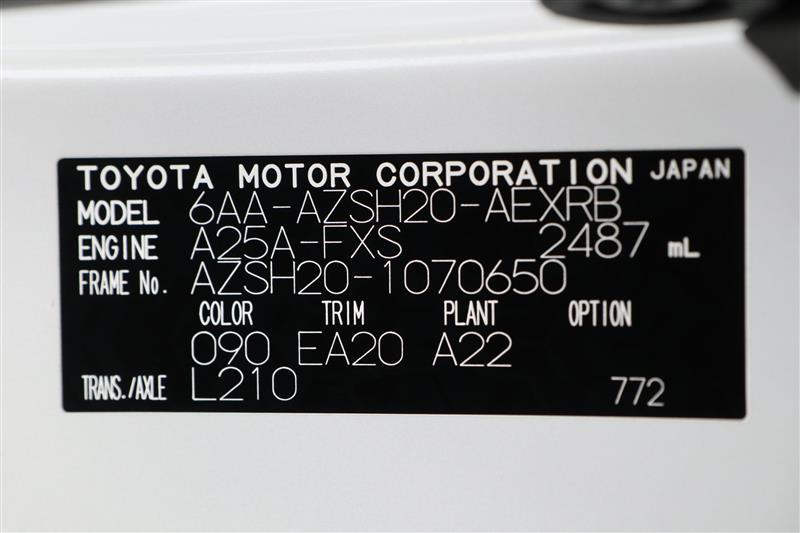 TOYOTA MOTOR CORPORATION JAPAN
MODEL 6AA-AZSH20-AEXRB
ENGINE A25A-FXS 2487 mL
FRAME No. AZSH20-1070650
COLOR TRIM PLANT OPTION
090 EA20 A22
TRANS./AXLE L210 772